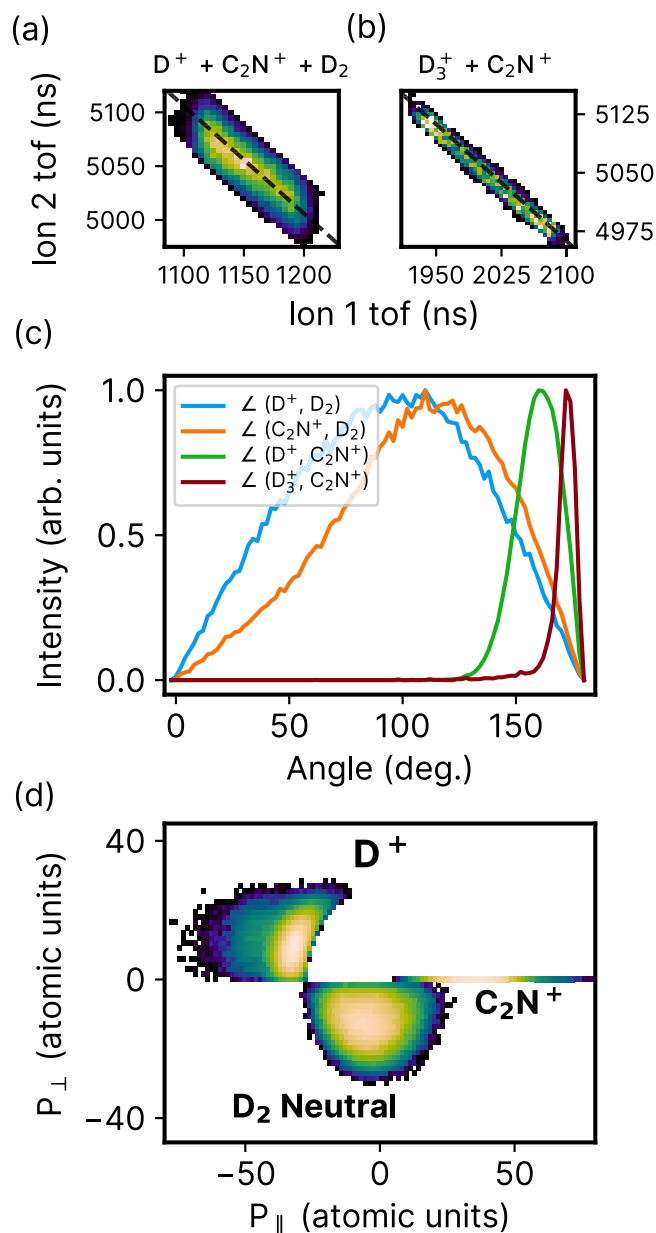 (a)
(b)
D⁺ + C₂N⁺ + D₂
D₃⁺ + C₂N⁺
Ion 2 tof (ns)
5100
5050
5000
5125
5050
4975
1100 1150 1200
1950 2025 2100
Ion 1 tof (ns)
(c)
Intensity (arb. units)
1.0
0.5
0.0
∠ (D⁺, D₂)
∠ (C₂N⁺, D₂)
∠ (D⁺, C₂N⁺)
∠ (D₃⁺, C₂N⁺)
0 50 100 150
Angle (deg.)
(d)
P⊥ (atomic units)
40
0
−40
D⁺
C₂N⁺
D₂ Neutral
−50 0 50
P∥ (atomic units)